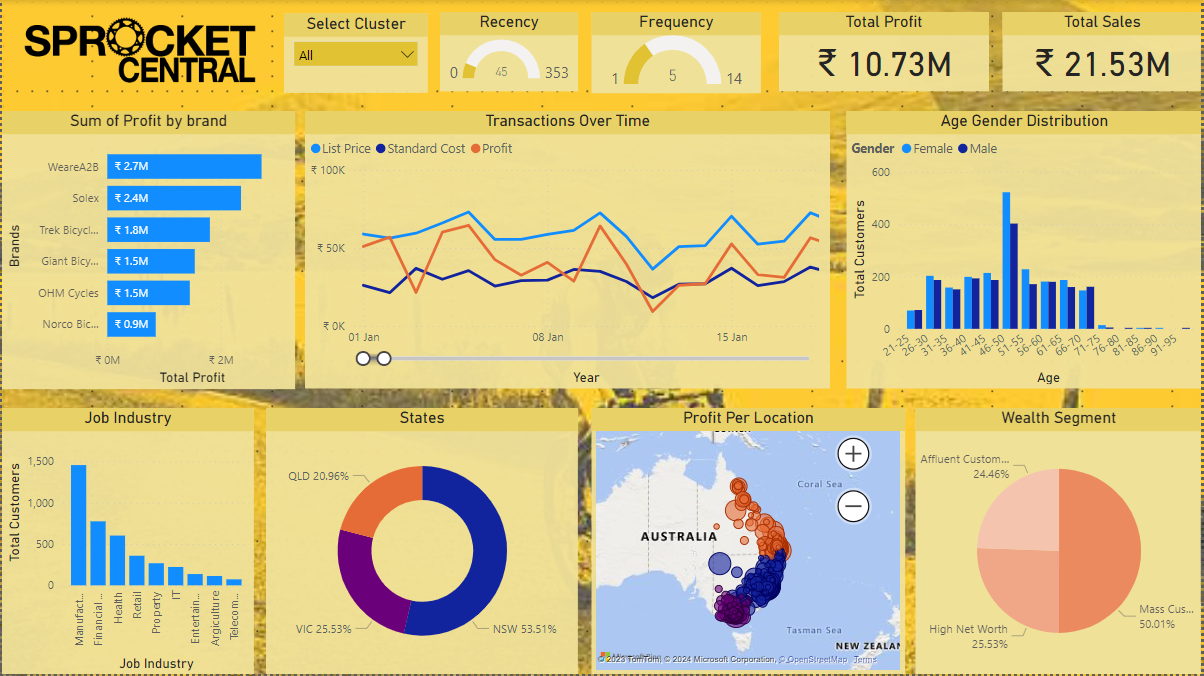 SPROCKET
CENTRAL
Select Cluster
All
Recency
0 45 353
Frequency
1 5 14
Total Profit
₹ 10.73M
Total Sales
₹ 21.53M
Sum of Profit by brand
Brands
WeareA2B ₹ 2.7M
Solex ₹ 2.4M
Trek Bicycl... ₹ 1.8M
Giant Bicy... ₹ 1.5M
OHM Cycles ₹ 1.5M
Norco Bic... ₹ 0.9M
₹ 0M ₹ 2M
Total Profit
Transactions Over Time
List Price Standard Cost Profit
₹ 100K
₹ 50K
₹ 0K
01 Jan 08 Jan 15 Jan
Year
Age Gender Distribution
Gender Female Male
Total Customers
600
400
200
0
21-25 26-30 31-35 36-40 41-45 46-50 51-55 56-60 61-65 66-70 71-75 76-80 81-85 86-90 91-95
Age
Job Industry
Total Customers
1,500
1,000
500
0
Manufact... Financial ... Health Retail Property IT Entertain... Argiculture Telecom...
Job Industry
States
QLD 20.96%
VIC 25.53%
NSW 53.51%
Profit Per Location
Coral Sea
AUSTRALIA
Tasman Sea
NEW ZEALAN
© 2023 TomTom, © 2024 Microsoft Corporation, © OpenStreetMap Terms
Wealth Segment
Affluent Custom...
24.46%
High Net Worth
25.53%
Mass Cus...
50.01%